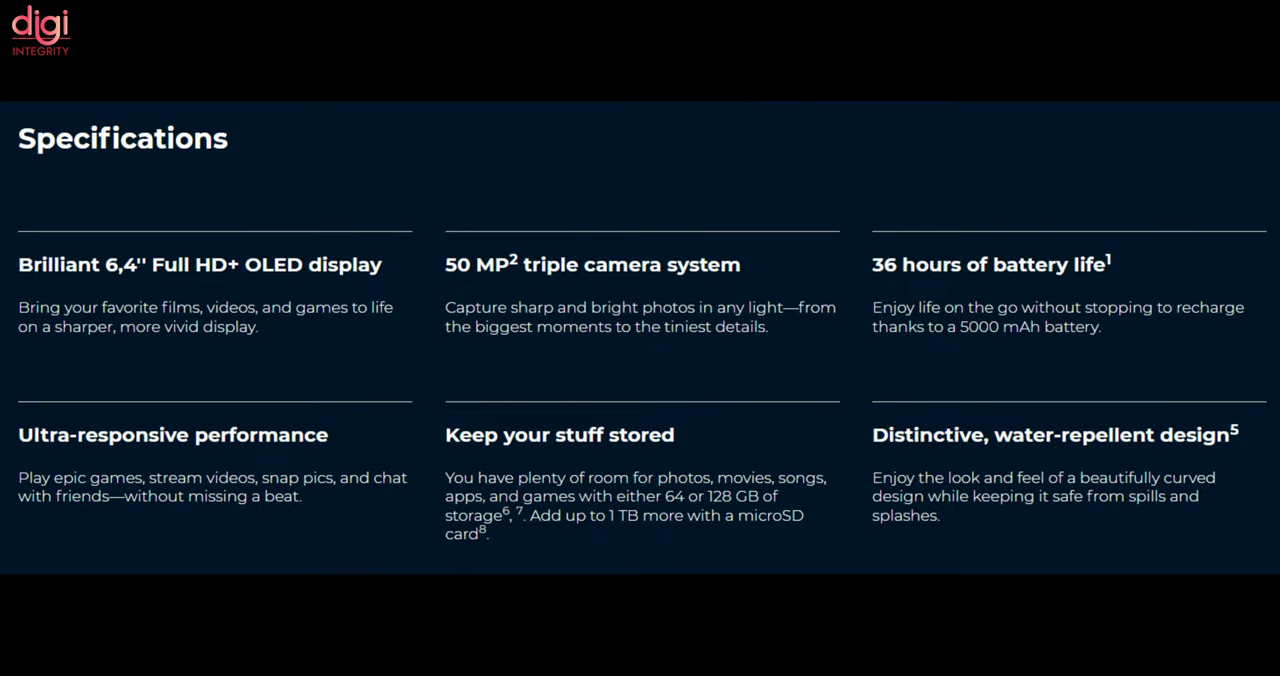 digi
INTEGRITY
Specifications
Brilliant 6,4'' Full HD+ OLED display
Bring your favorite films, videos, and games to life
on a sharper, more vivid display.
50 MP² triple camera system
Capture sharp and bright photos in any light—from
the biggest moments to the tiniest details.
36 hours of battery life¹
Enjoy life on the go without stopping to recharge
thanks to a 5000 mAh battery.
Ultra-responsive performance
Play epic games, stream videos, snap pics, and chat
with friends—without missing a beat.
Keep your stuff stored
You have plenty of room for photos, movies, songs,
apps, and games with either 64 or 128 GB of
storage⁶, ⁷. Add up to 1 TB more with a microSD
card⁸.
Distinctive, water-repellent design⁵
Enjoy the look and feel of a beautifully curved
design while keeping it safe from spills and
splashes.